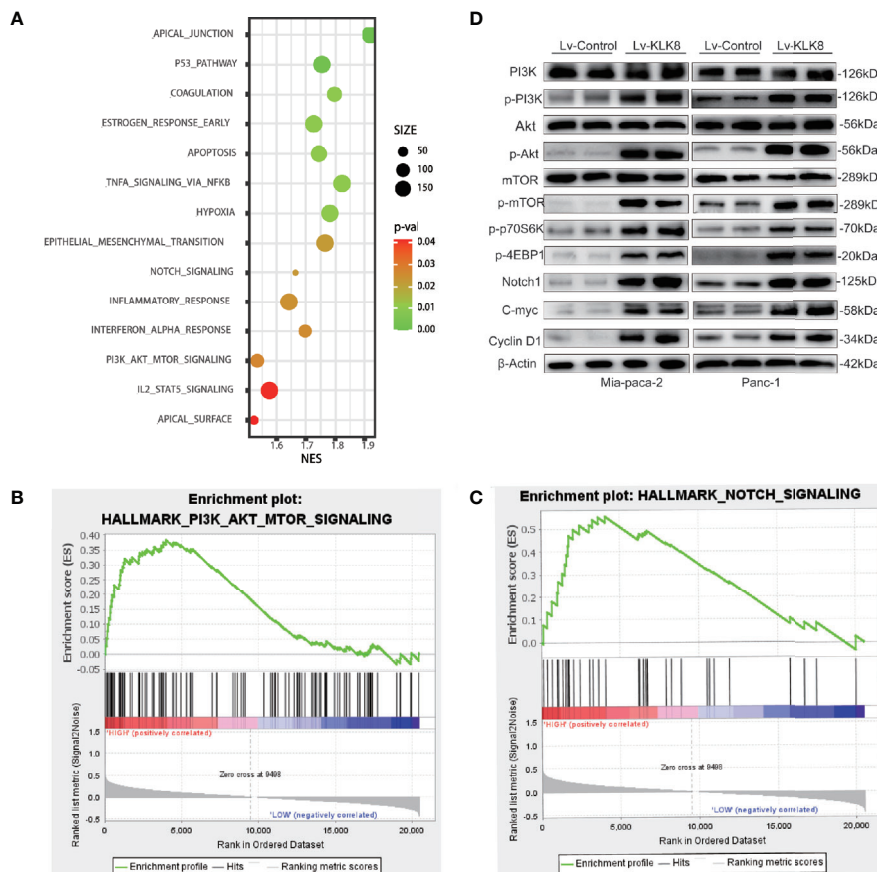 A
APICAL_JUNCTION
P53_PATHWAY
COAGULATION
ESTROGEN_RESPONSE_EARLY
APOPTOSIS
TNFA_SIGNALING_VIA_NFKB
HYPOXIA
EPITHELIAL_MESENCHYMAL_TRANSITION
NOTCH_SIGNALING
INFLAMMATORY_RESPONSE
INTERFERON_ALPHA_RESPONSE
PI3K_AKT_MTOR_SIGNALING
IL2_STAT5_SIGNALING
APICAL_SURFACE
1.6 1.7 1.8 1.9
NES
SIZE
50
100
150
p-val
0.04
0.03
0.02
0.01
0.00
D
Lv-Control Lv-KLK8 Lv-Control Lv-KLK8
PI3K -126kD
p-PI3K -126kD
Akt -56kDa
p-Akt -56kDa
mTOR -289kD
p-mTOR -289kD
p-p70S6K -70kDa
p-4EBP1 -20kDa
Notch1 -125kD
C-myc -58kDa
Cyclin D1 -34kDa
β-Actin -42kDa
Mia-paca-2 Panc-1
B
Enrichment plot:
HALLMARK_PI3K_AKT_MTOR_SIGNALING
Enrichment score (ES)
0.40
0.35
0.30
0.25
0.20
0.15
0.10
0.05
0.00
-0.05
'HIGH' (positively correlated)
Ranked list metric (Signal2Noise)
1.5
1.0
0.5
0.0
-0.5
Zero cross at 9498
'LOW' (negatively correlated)
0 5,000 10,000 15,000 20,000
Rank in Ordered Dataset
Enrichment profile Hits Ranking metric scores
C
Enrichment plot: HALLMARK_NOTCH_SIGNALING
Enrichment score (ES)
0.5
0.4
0.3
0.2
0.1
0.0
'HIGH' (positively correlated)
Ranked list metric (Signal2Noise)
1.5
1.0
0.5
0.0
-0.5
Zero cross at 9498
'LOW' (negatively correlated)
0 5,000 10,000 15,000 20,000
Rank in Ordered Dataset
Enrichment profile Hits Ranking metric scores